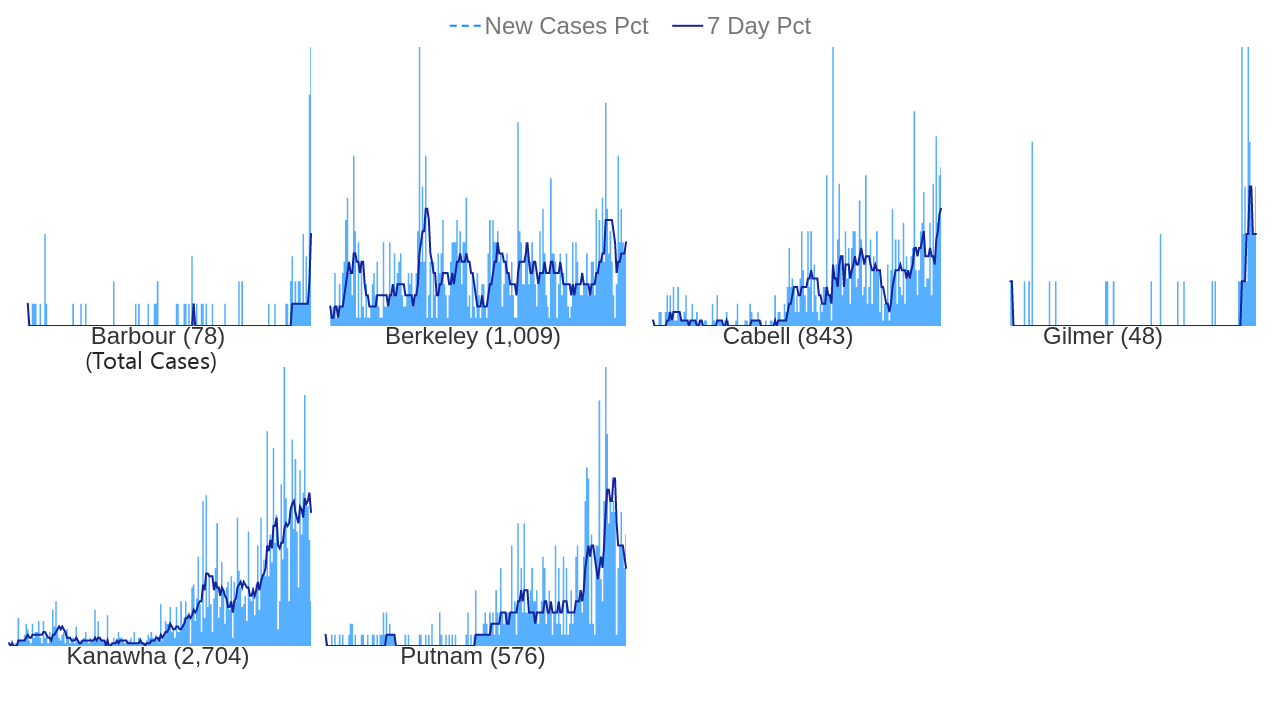 New Cases Pct 7 Day Pct
Barbour (78) Berkeley (1,009) Cabell (843) Gilmer (48)
(Total Cases)
Kanawha (2,704) Putnam (576)